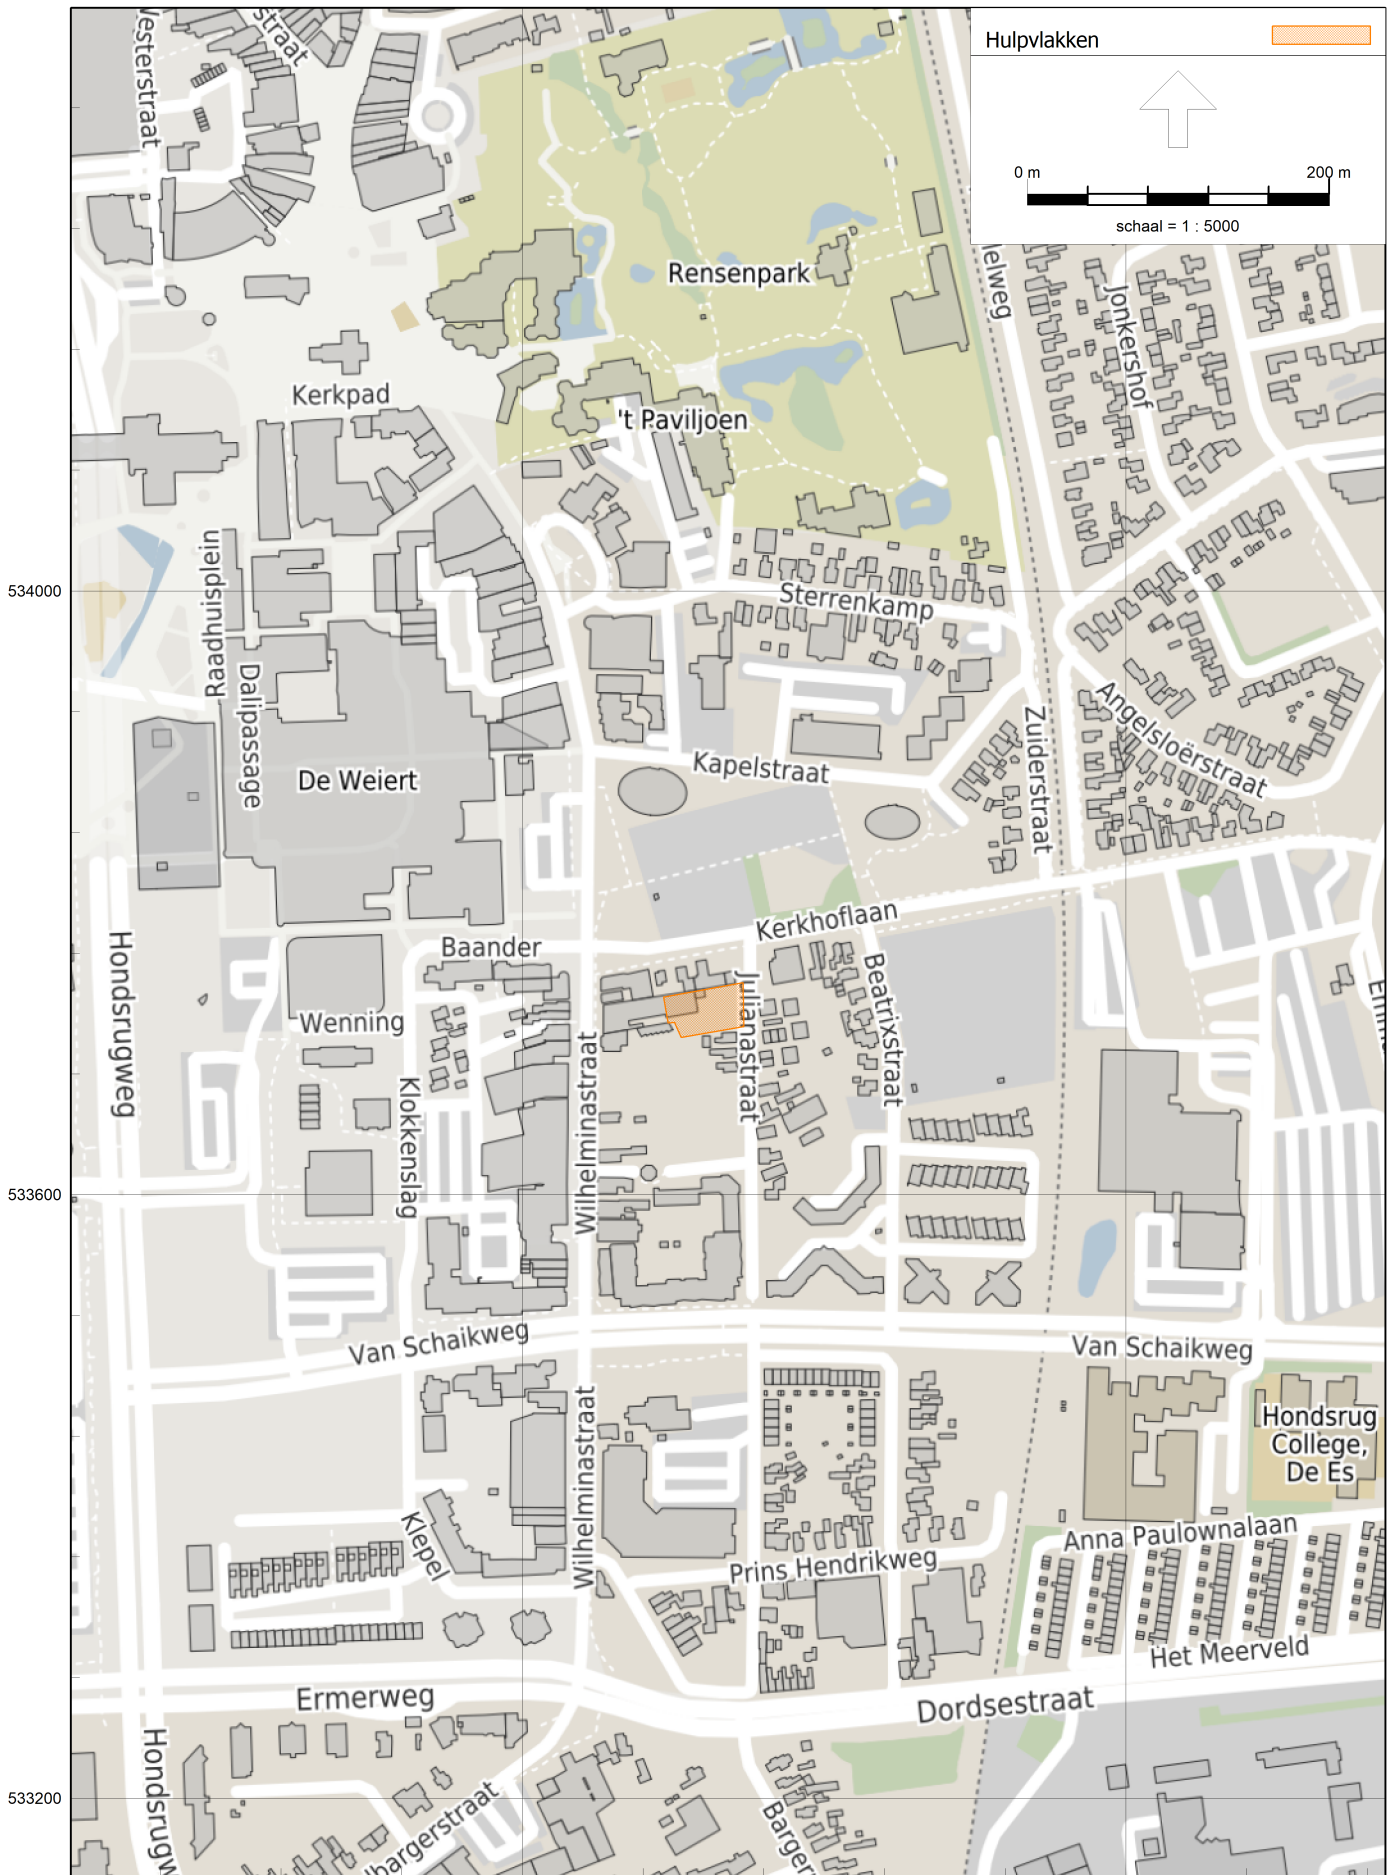 Hulpvlakken
0 m
200 m
schaal = 1 : 5000
Westerstraat
straat
Rensenpark
Jonkershof
Kerkpad
't Paviljoen
Raadhuisplein
534000
Sterrenkamp
Dalipassage
De Weiert
Kapelstraat
Zuiderstraat
Angelsloërstraat
Kerkhoflaan
Baander
Hondsrugweg
Wenning
Klokkenslag
Wilhelminastraat
Julianastraat
Beatrixstraat
533600
Van Schaikweg
Van Schaikweg
Wilhelminastraat
Hondsrug
College,
De Es
Klepel
Anna Paulownalaan
Prins Hendrikweg
Het Meerveld
Ermerweg
Dordsestraat
533200